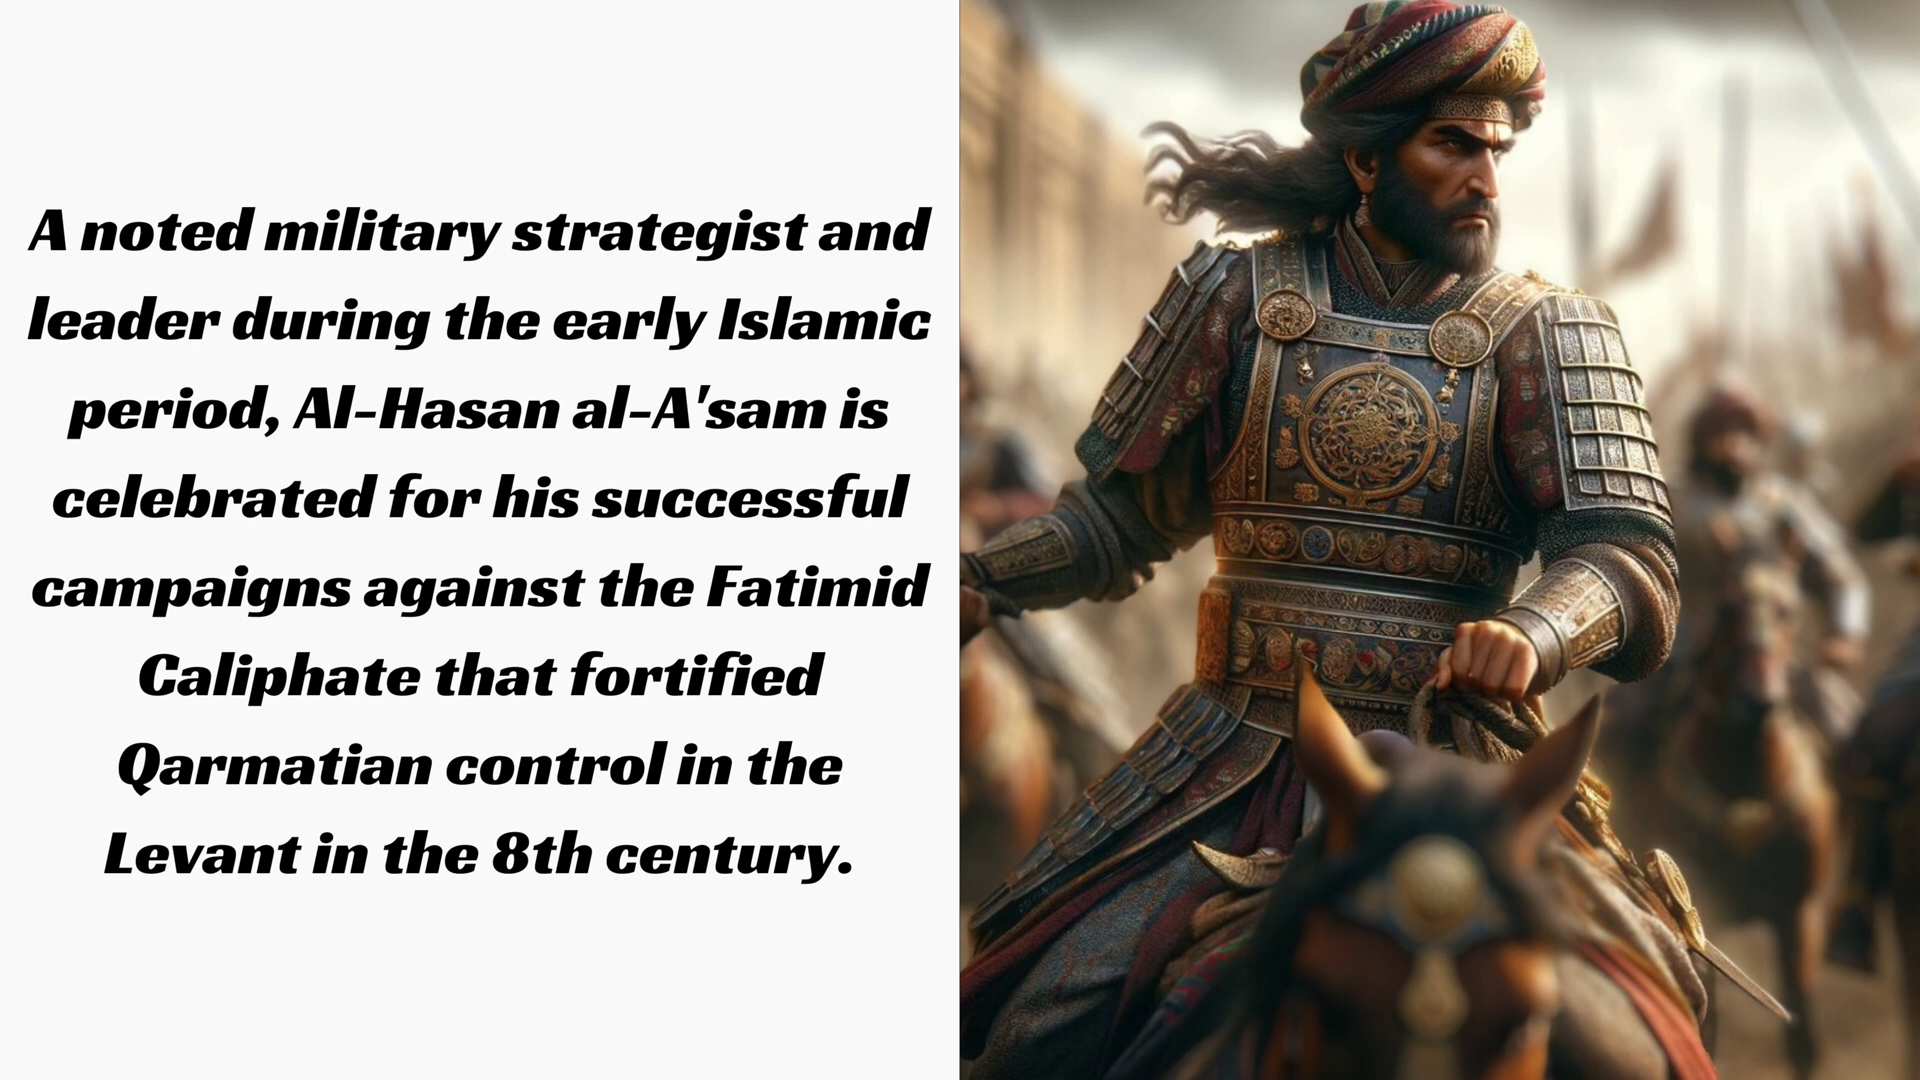 A noted military strategist and
leader during the early Islamic
period, Al-Hasan al-A'sam is
celebrated for his successful
campaigns against the Fatimid
Caliphate that fortified
Qarmatian control in the
Levant in the 8th century.